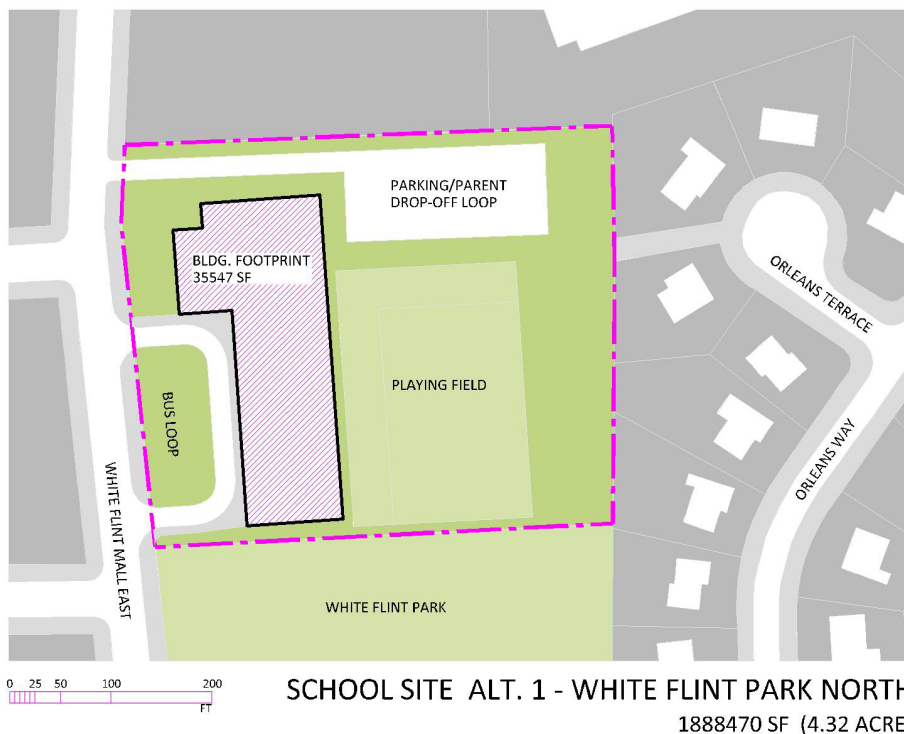 PARKING/PARENT
DROP-OFF LOOP
BLDG. FOOTPRINT
35547 SF
ORLEANS TERRACE
PLAYING FIELD
BUS LOOP
ORLEANS WAY
WHITE FLINT MALL EAST
WHITE FLINT PARK
0 25 50 100 200
FT
SCHOOL SITE ALT. 1 - WHITE FLINT PARK NORTH
1888470 SF (4.32 ACRE